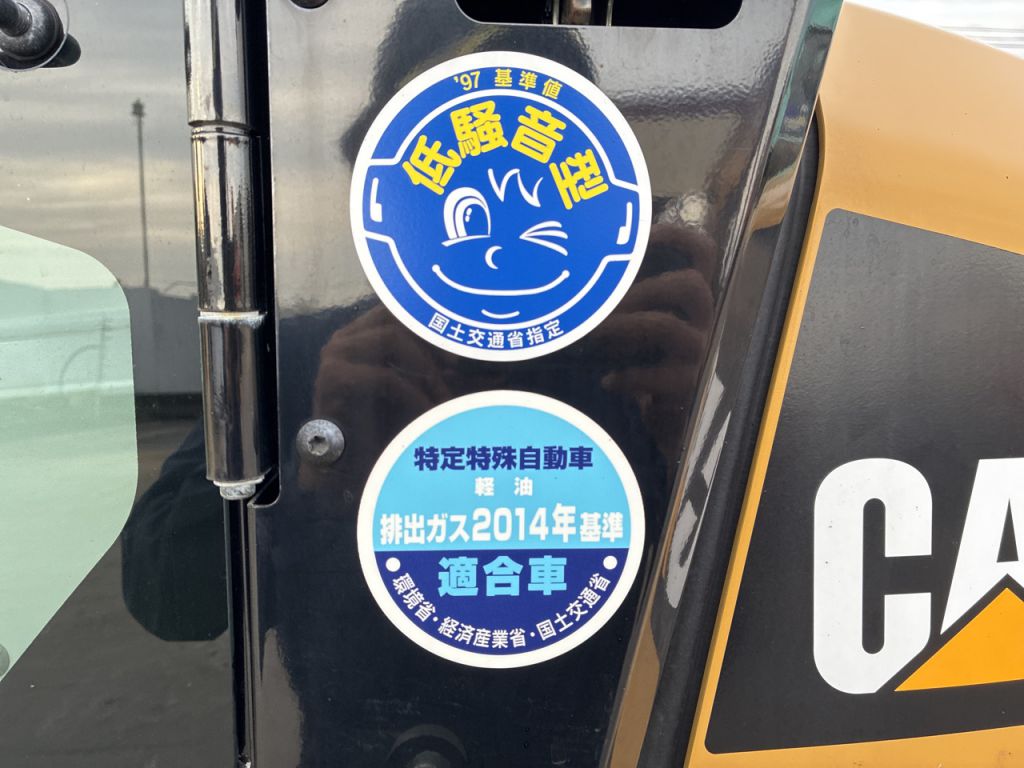 '97 基準値
低騒音型
国土交通省指定
特定特殊自動車
軽油
排出ガス2014年基準
適合車
環境省・経済産業省・国土交通省
CA